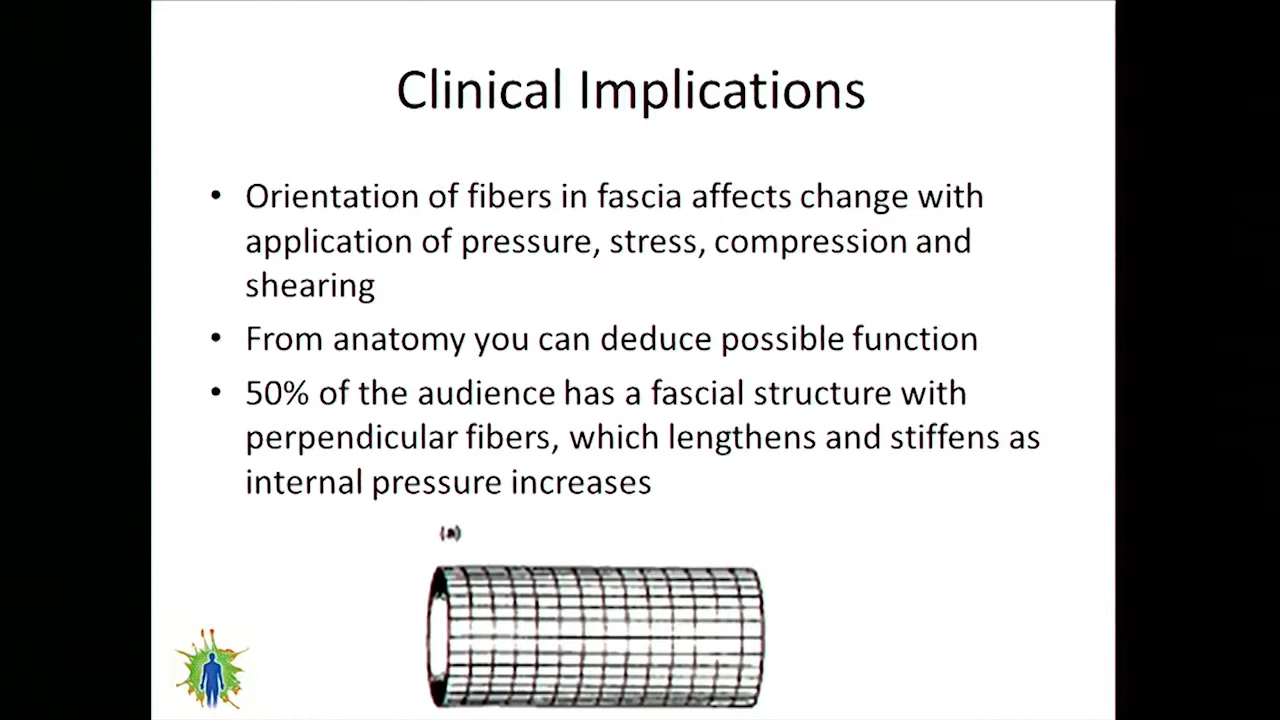 Clinical Implications
• Orientation of fibers in fascia affects change with
application of pressure, stress, compression and
shearing
• From anatomy you can deduce possible function
• 50% of the audience has a fascial structure with
perpendicular fibers, which lengthens and stiffens as
internal pressure increases
(a)